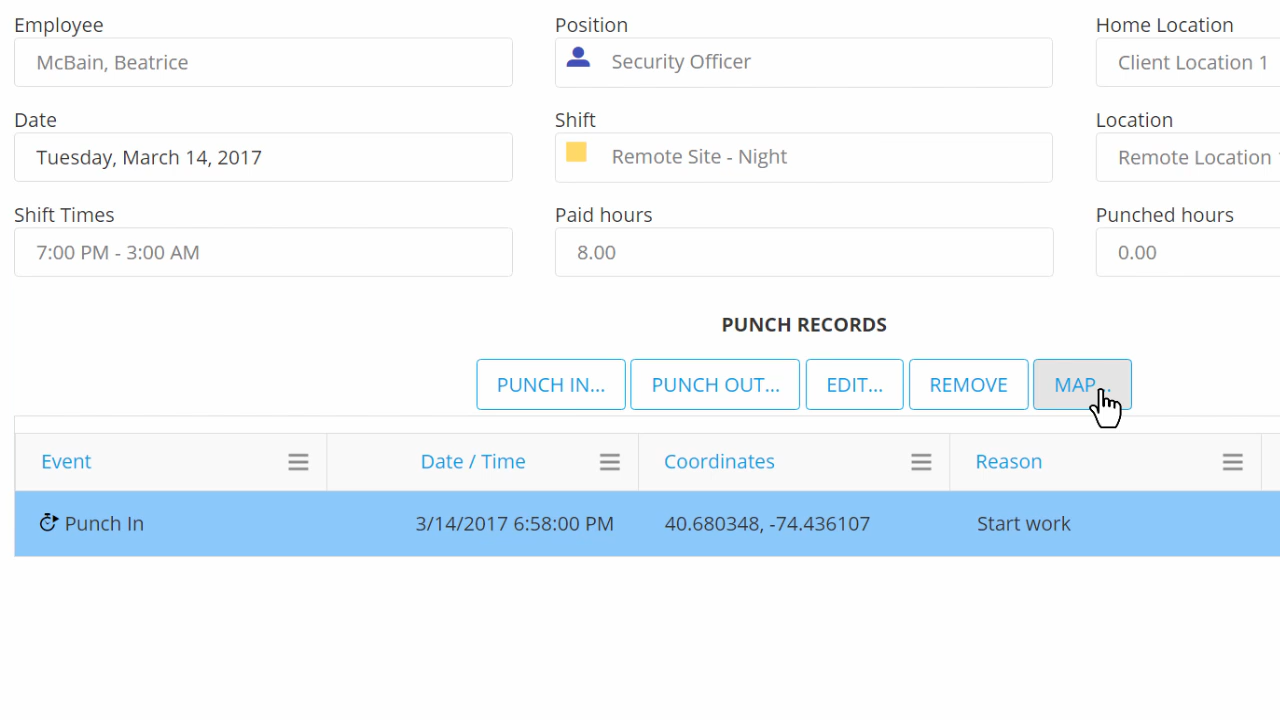 Employee Position Home Location
McBain, Beatrice Security Officer Client Location 1
Date Shift Location
Tuesday, March 14, 2017 Remote Site - Night Remote Location
Shift Times Paid hours Punched hours
7:00 PM - 3:00 AM 8.00 0.00
PUNCH RECORDS
PUNCH IN... PUNCH OUT... EDIT... REMOVE MAP...
Event Date / Time Coordinates Reason
Punch In 3/14/2017 6:58:00 PM 40.680348, -74.436107 Start work